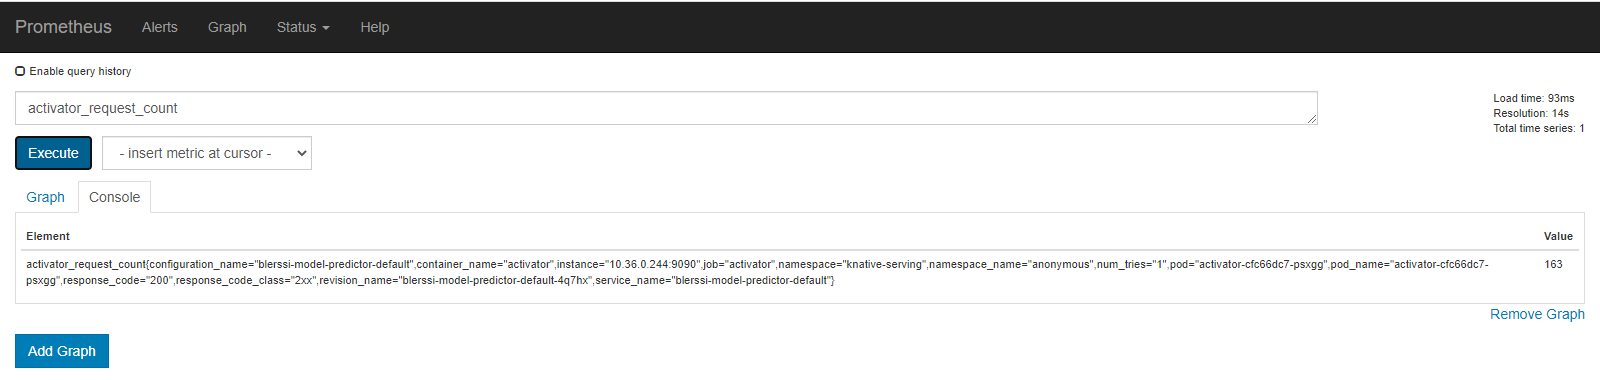 Prometheus Alerts Graph Status Help
Enable query history
activator_request_count
Load time: 93ms
Resolution: 14s
Total time series: 1
Execute - insert metric at cursor -
Graph Console
Element Value
activator_request_count{configuration_name="blerssi-model-predictor-default",container_name="activator",instance="10.36.0.244:9090",job="activator",namespace="knative-serving",namespace_name="anonymous",num_tries="1",pod="activator-cfc66dc7-psxgg",pod_name="activator-cfc66dc7- 163
psxgg",response_code="200",response_code_class="2xx",revision_name="blerssi-model-predictor-default-4q7hx",service_name="blerssi-model-predictor-default"}
Remove Graph
Add Graph